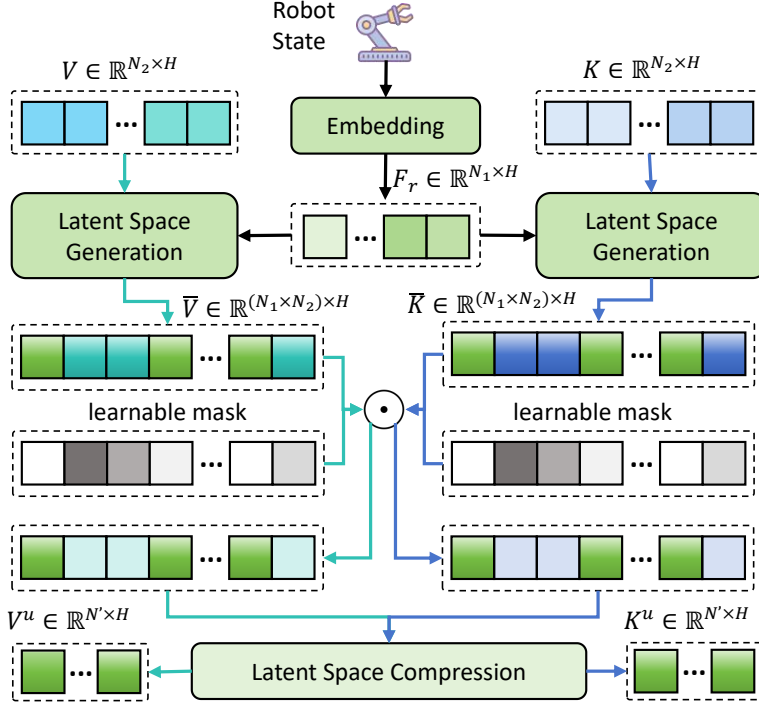 Robot
State
V ∈ ℝ^{N₂×H}
K ∈ ℝ^{N₂×H}
...
...
Embedding
F_r ∈ ℝ^{N₁×H}
Latent Space
Generation
...
Latent Space
Generation
V̅ ∈ ℝ^{(N₁×N₂)×H}
K̅ ∈ ℝ^{(N₁×N₂)×H}
...
...
learnable mask
learnable mask
...
...
...
...
V^u ∈ ℝ^{N'×H}
K^u ∈ ℝ^{N'×H}
...
Latent Space Compression
...